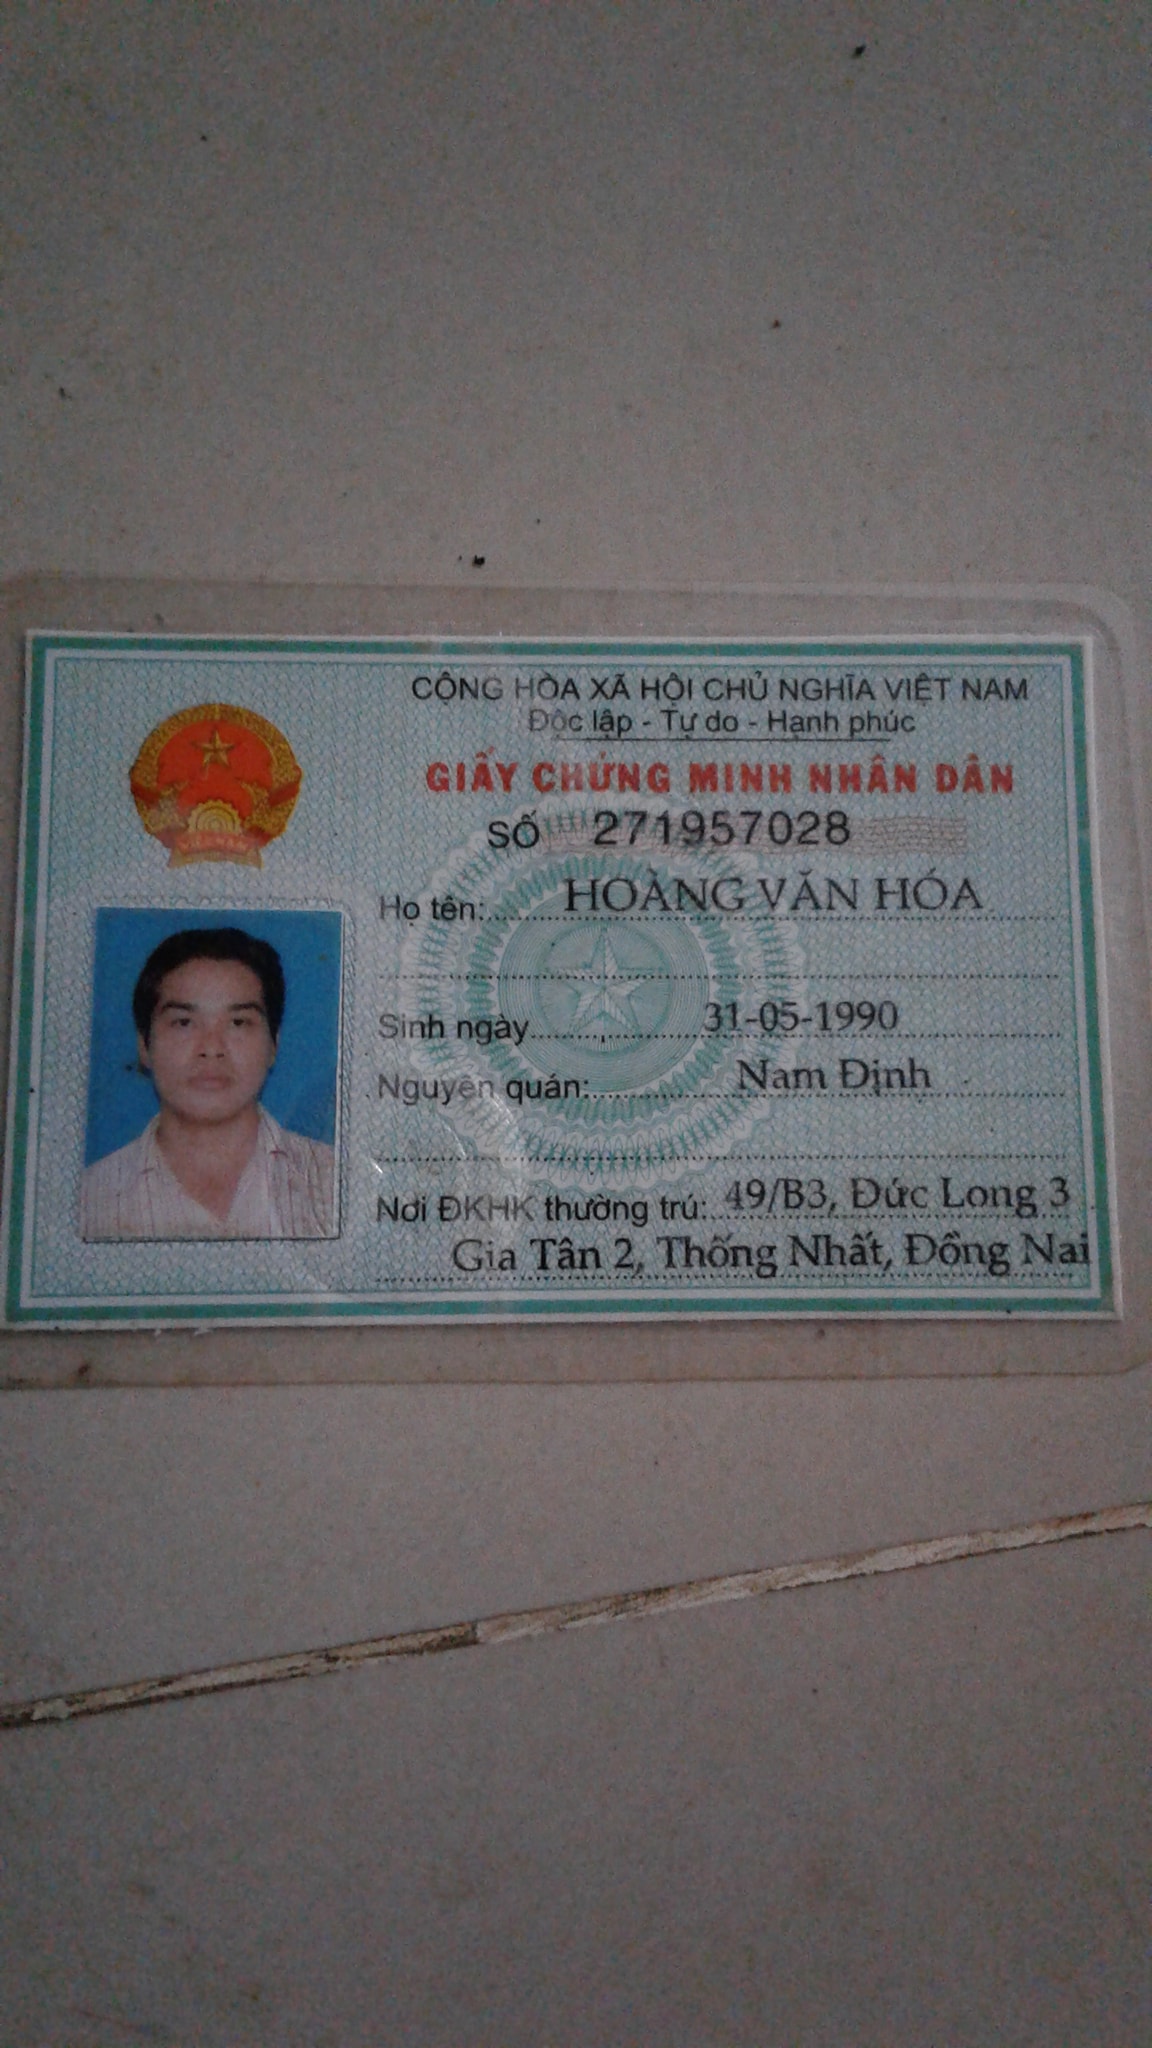 CỘNG HÒA XÃ HỘI CHỦ NGHĨA VIỆT NAM
Độc lập - Tự do - Hạnh phúc
GIẤY CHỨNG MINH NHÂN DÂN
SỐ 271957028
Họ tên: HOÀNG VĂN HÓA
Sinh ngày 31-05-1990
Nguyên quán: Nam Định
Nơi ĐKHK thường trú: 49/B3, Đức Long 3
Gia Tân 2, Thống Nhất, Đồng Nai
VIỆT NAM